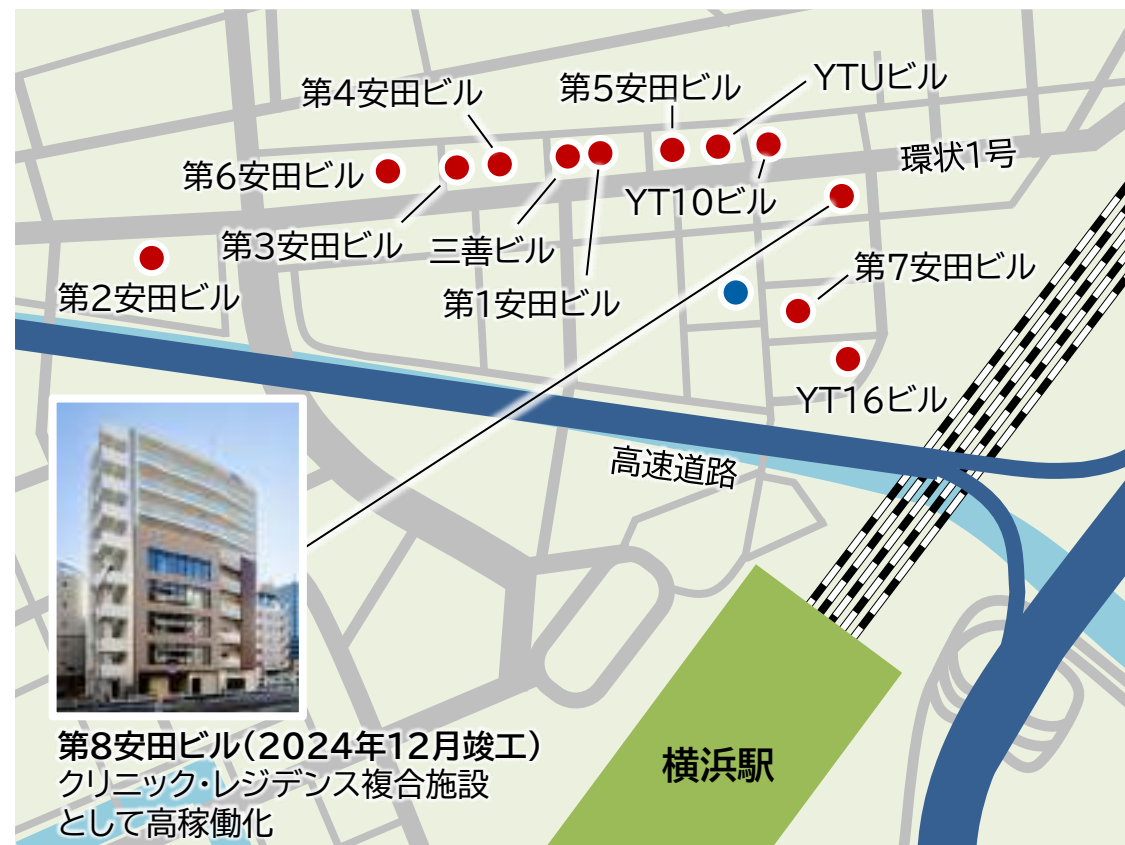 第4安田ビル
第5安田ビル
YTUビル
環状1号
第6安田ビル
YT10ビル
第3安田ビル
三善ビル
第1安田ビル
第7安田ビル
第2安田ビル
YT16ビル
高速道路
横浜駅
第8安田ビル(2024年12月竣工)
クリニック・レジデンス複合施設
として高稼働化